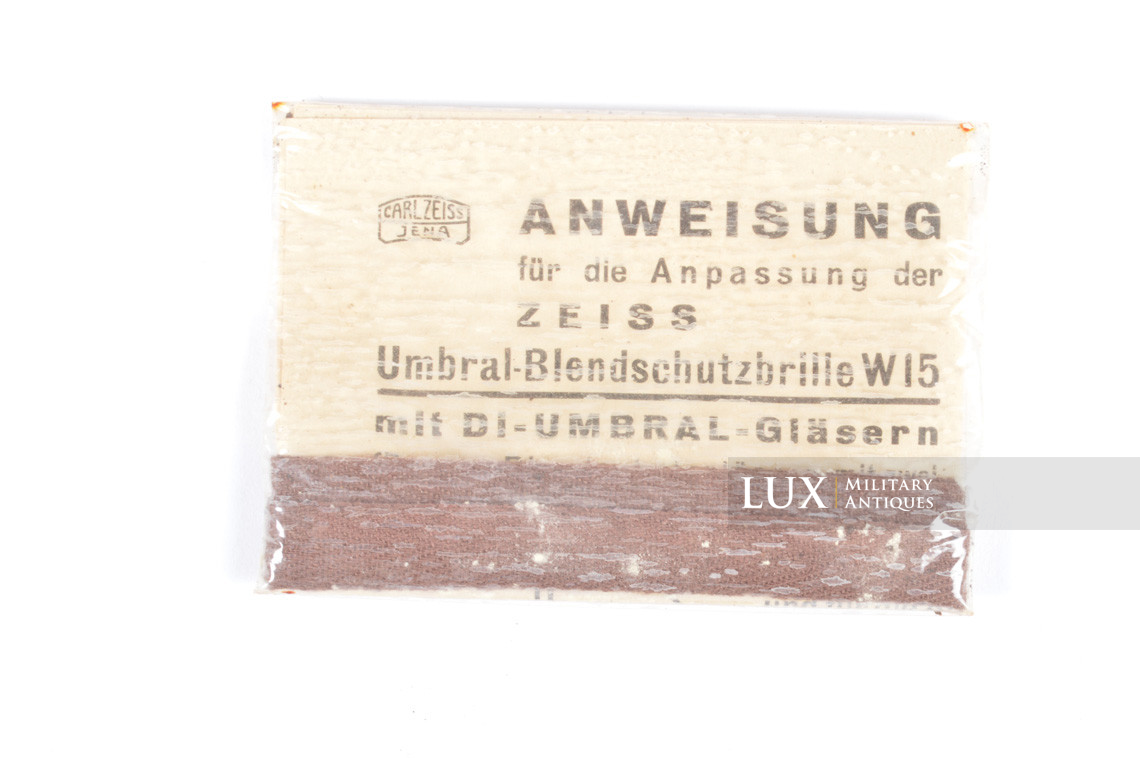 CARL ZEISS
JENA
ANWEISUNG
für die Anpassung der
ZEISS
Umbral-Blendschutzbrille W15
mit DI-UMBRAL-Gläsern
LUX MILITARY ANTIQUES